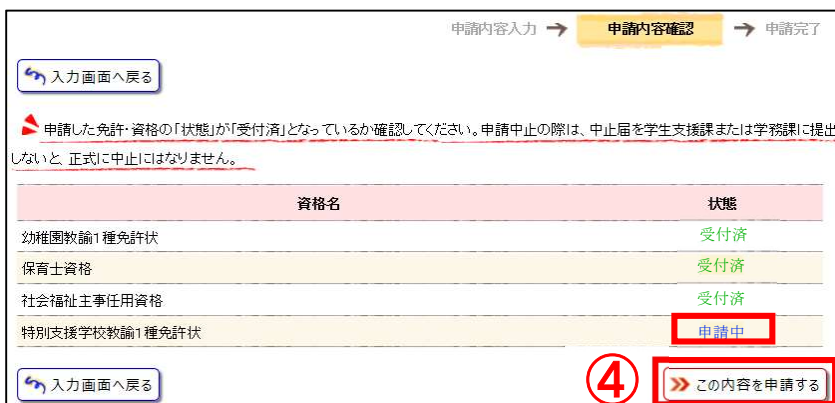 申請内容入力 → 申請内容確認 → 申請完了
入力画面へ戻る
申請した免許・資格の「状態」が「受付済」となっているか確認してください。申請中止の際は、中止届を学生支援課または学務課に提出
しないと、正式に中止にはなりません。
資格名 状態
幼稚園教諭1種免許状 受付済
保育士資格 受付済
社会福祉主事任用資格 受付済
特別支援学校教諭1種免許状 申請中
入力画面へ戻る ④ この内容を申請する